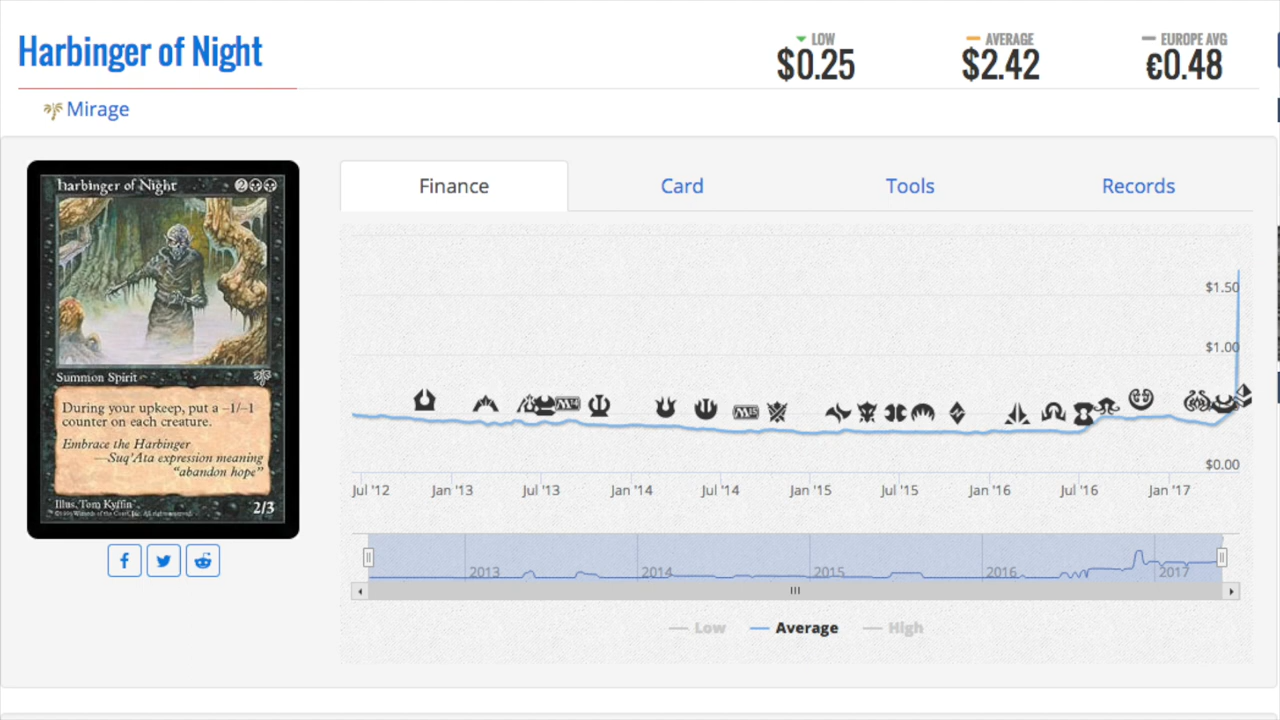 Harbinger of Night
LOW
$0.25
AVERAGE
$2.42
EUROPE AVG
€0.48
Mirage
Harbinger of Night
2
Summon Spirit
During your upkeep, put a –1/–1
counter on each creature.
Embrace the Harbinger
—Suq'Ata expression meaning
"abandon hope"
Illus. Tom Kyffin
2/3
Finance
Card
Tools
Records
$1.50
$1.00
$0.00
M14
M15
Jul '12
Jan '13
Jul '13
Jan '14
Jul '14
Jan '15
Jul '15
Jan '16
Jul '16
Jan '17
2013
2014
2015
2016
2017
Low
Average
High